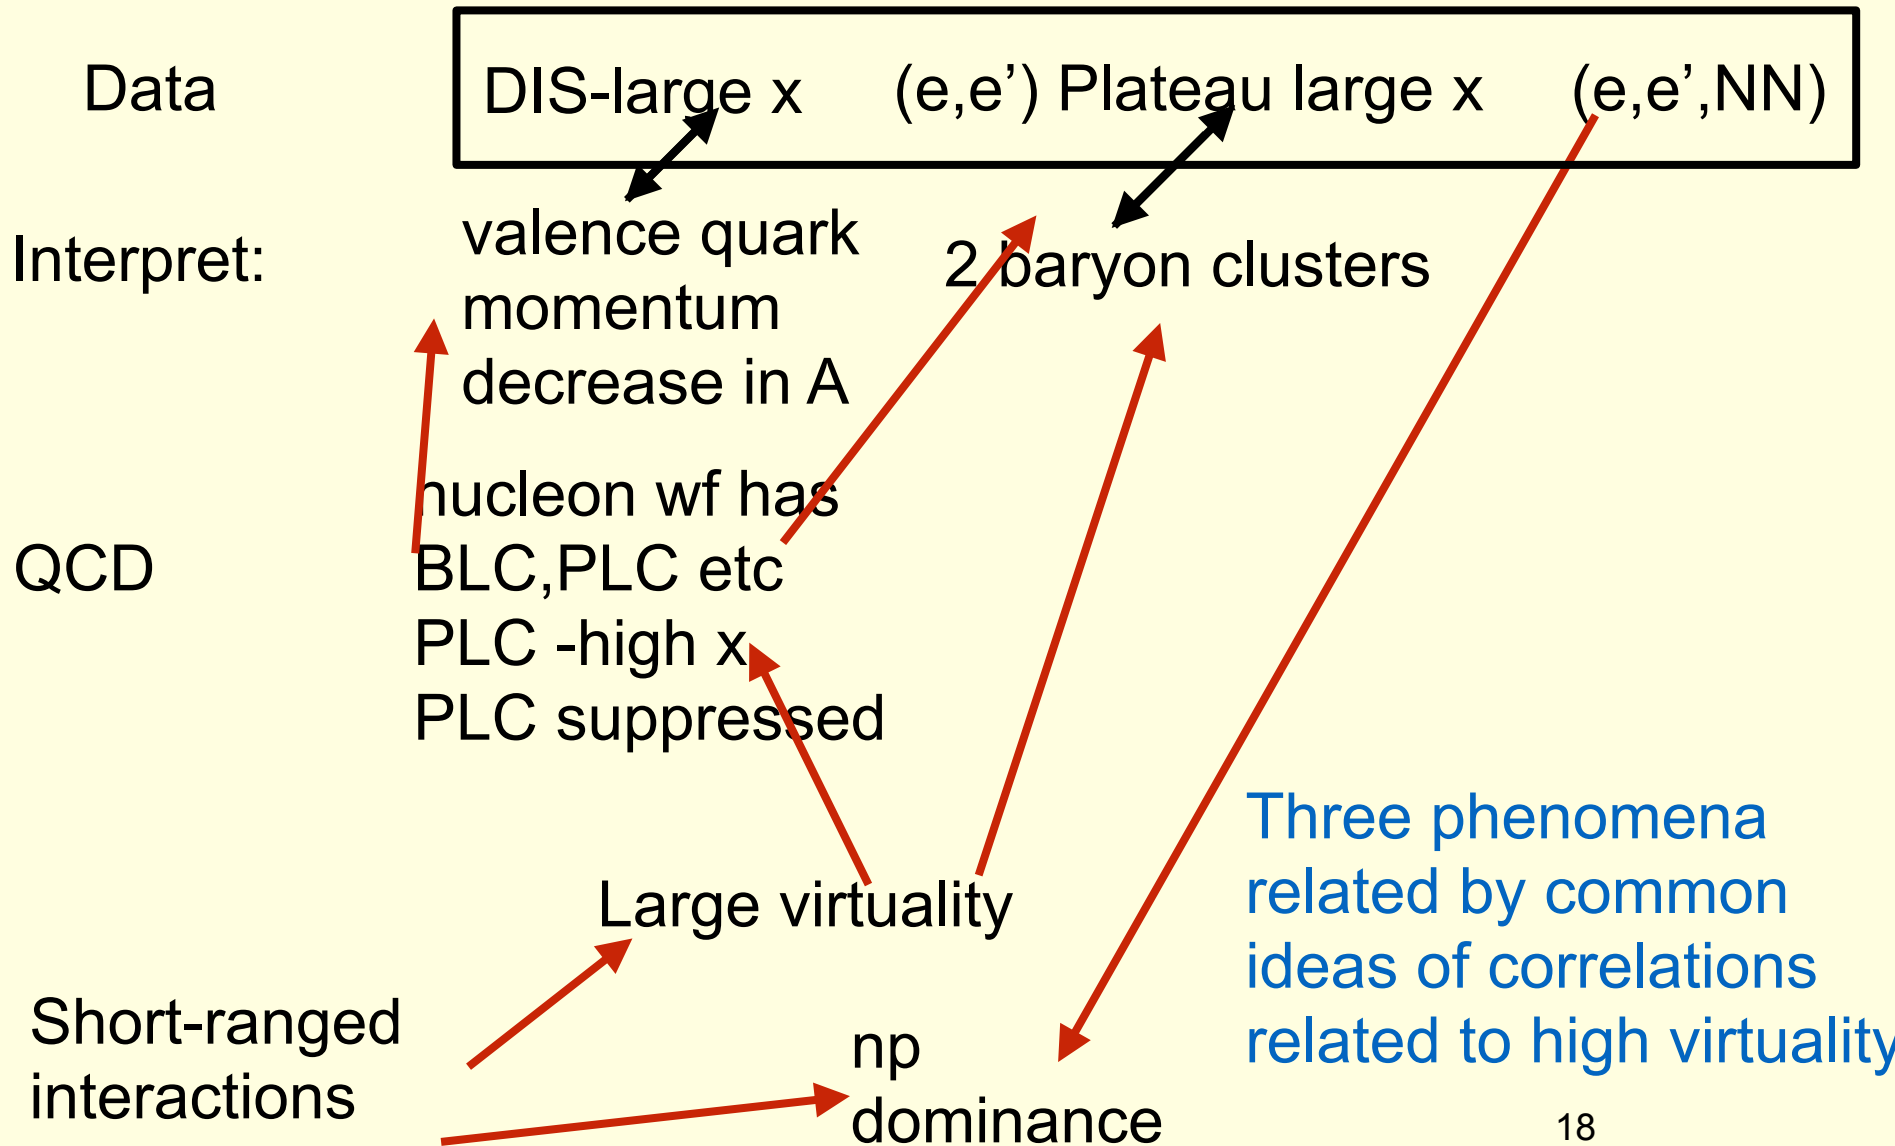 Data
DIS-large x (e,e’) Plateau large x (e,e’,NN)
Interpret:
valence quark
momentum
decrease in A
2 baryon clusters
QCD
nucleon wf has
BLC,PLC etc
PLC -high x
PLC suppressed
Large virtuality
Three phenomena
related by common
ideas of correlations
related to high virtuality
Short-ranged
interactions
np
dominance
18